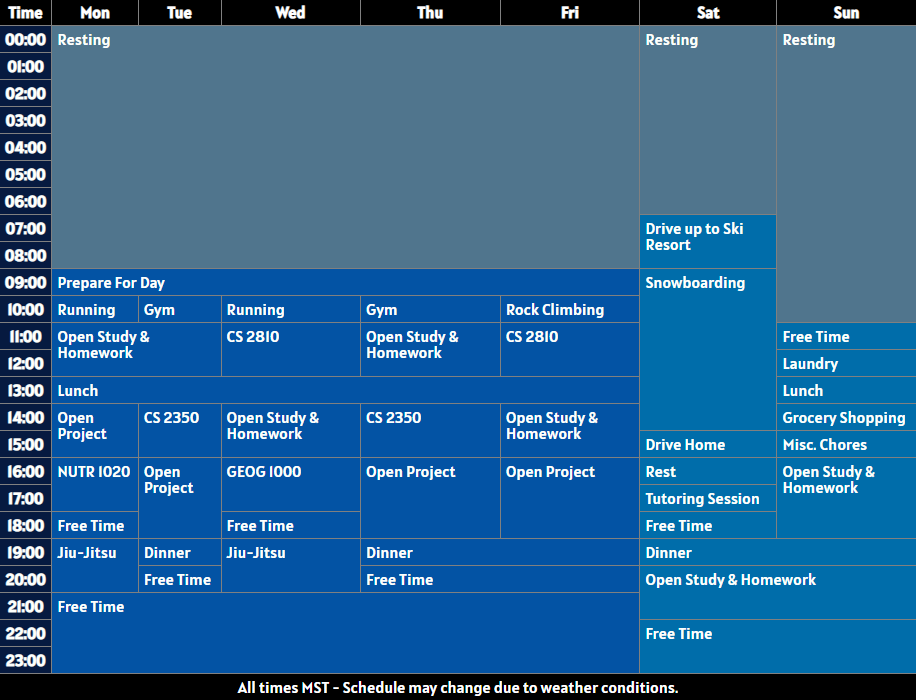 Time Mon Tue Wed Thu Fri Sat Sun
00:00 Resting Resting Resting
01:00
02:00
03:00
04:00
05:00
06:00
07:00 Drive up to Ski
Resort
08:00
09:00 Prepare For Day Snowboarding
10:00 Running Gym Running Gym Rock Climbing
11:00 Open Study & CS 2810 Open Study & CS 2810 Free Time
Homework Homework
12:00 Laundry
13:00 Lunch Lunch
14:00 Open CS 2350 Open Study & CS 2350 Open Study & Grocery Shopping
Project Homework Homework
15:00 Drive Home Misc. Chores
16:00 NUTR 1020 Open GEOG 1000 Open Project Open Project Rest Open Study &
Project Homework
17:00 Tutoring Session
18:00 Free Time Free Time Free Time
19:00 Jiu-Jitsu Dinner Jiu-Jitsu Dinner Dinner
20:00 Free Time Free Time Open Study & Homework
21:00 Free Time
22:00 Free Time
23:00
All times MST - Schedule may change due to weather conditions.